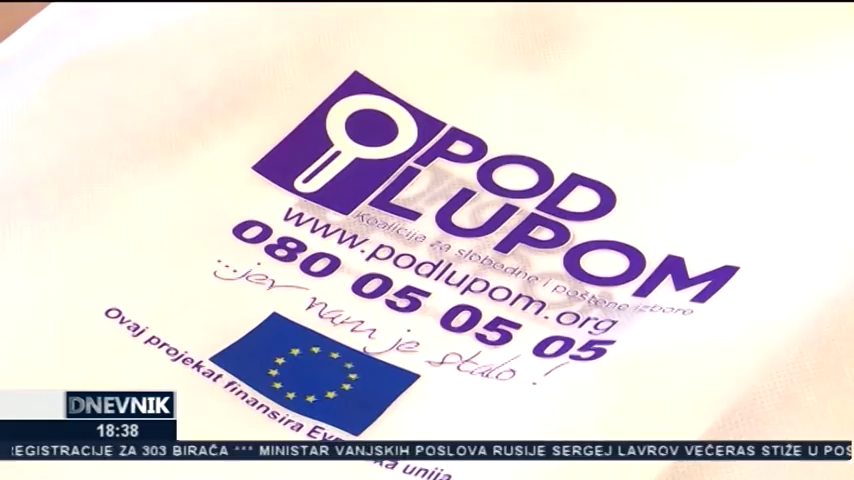 POD
LUPOM
Koalicija za slobodne i poštene izbore
www.podlupom.org
080 05 05 05
...jer nam je stalo!
Ovaj projekat finansira Ev ka unija
DNEVNIK
18:38
EGISTRACIJE ZA 303 BIRAČA *** MINISTAR VANJSKIH POSLOVA RUSIJE SERGEJ LAVROV VEČERAS STIŽE U POS